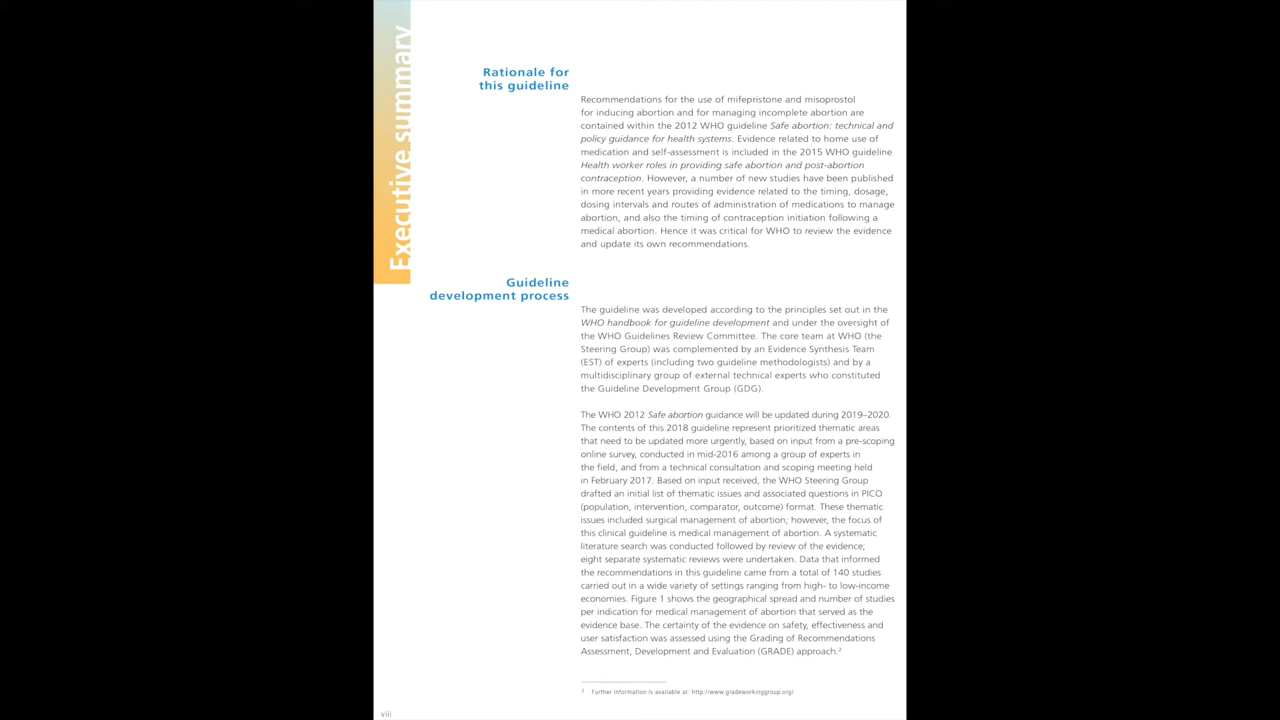 Executive summary
Rationale for
this guideline
Recommendations for the use of mifepristone and misoprostol
for inducing abortion and for managing incomplete abortion are
contained within the 2012 WHO guideline Safe abortion: technical and
policy guidance for health systems. Evidence related to home use of
medication and self-assessment is included in the 2015 WHO guideline
Health worker roles in providing safe abortion and post-abortion
contraception. However, a number of new studies have been published
in more recent years providing evidence related to the timing, dosage,
dosing intervals and routes of administration of medications to manage
abortion, and also the timing of contraception initiation following a
medical abortion. Hence it was critical for WHO to review the evidence
and update its own recommendations.
Guideline
development process
The guideline was developed according to the principles set out in the
WHO handbook for guideline development and under the oversight of
the WHO Guidelines Review Committee. The core team at WHO (the
Steering Group) was complemented by an Evidence Synthesis Team
(EST) of experts (including two guideline methodologists) and by a
multidisciplinary group of external technical experts who constituted
the Guideline Development Group (GDG).
The WHO 2012 Safe abortion guidance will be updated during 2019–2020.
The contents of this 2018 guideline represent prioritized thematic areas
that need to be updated more urgently, based on input from a pre-scoping
online survey, conducted in mid-2016 among a group of experts in
the field, and from a technical consultation and scoping meeting held
in February 2017. Based on input received, the WHO Steering Group
drafted an initial list of thematic issues and associated questions in PICO
(population, intervention, comparator, outcome) format. These thematic
issues included surgical management of abortion; however, the focus of
this clinical guideline is medical management of abortion. A systematic
literature search was conducted followed by review of the evidence;
eight separate systematic reviews were undertaken. Data that informed
the recommendations in this guideline came from a total of 140 studies
carried out in a wide variety of settings ranging from high- to low-income
economies. Figure 1 shows the geographical spread and number of studies
per indication for medical management of abortion that served as the
evidence base. The certainty of the evidence on safety, effectiveness and
user satisfaction was assessed using the Grading of Recommendations
Assessment, Development and Evaluation (GRADE) approach.²
² Further information is available at: http://www.gradeworkinggroup.org/
viii